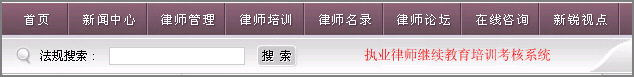 首页 新闻中心 律师管理 律师培训 律师名录 律师论坛 在线咨询 新锐视点
法规搜索： 搜 索 执业律师继续教育培训考核系统